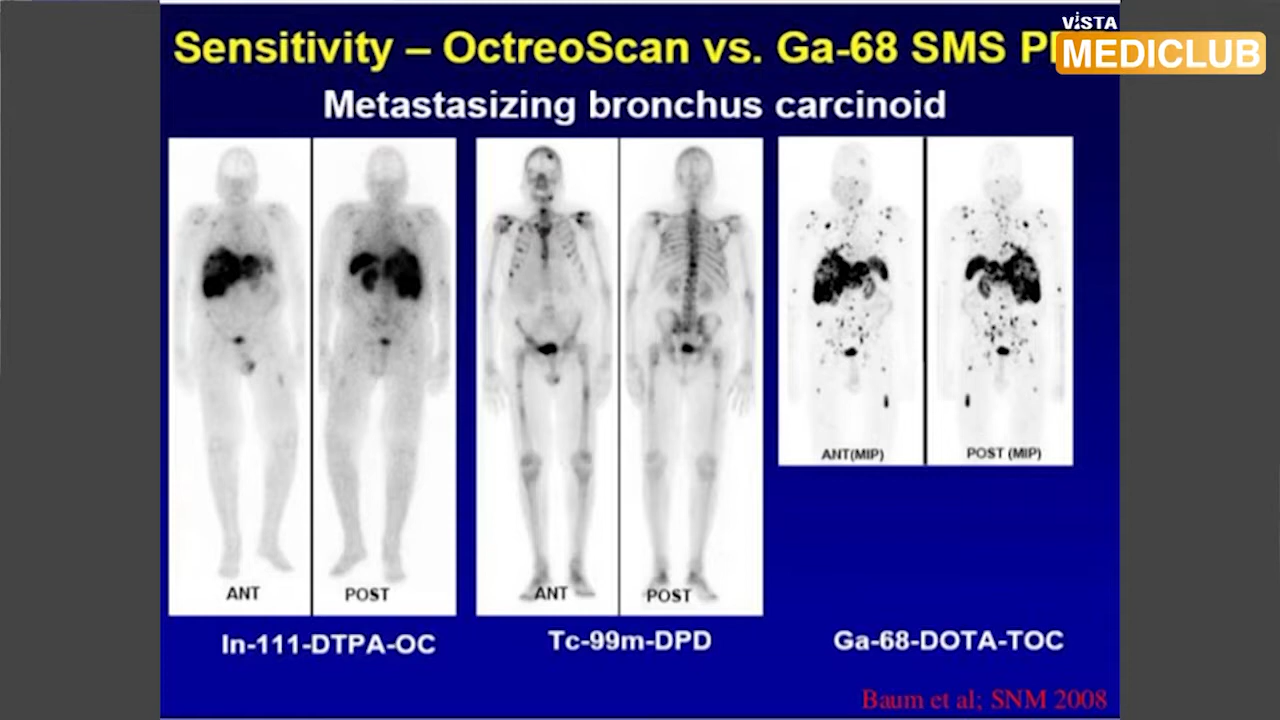 VISTA
MEDICLUB
Sensitivity – OctreoScan vs. Ga-68 SMS
Metastasizing bronchus carcinoid
ANT
POST
ANT
POST
ANT(MIP)
POST (MIP)
In-111-DTPA-OC
Tc-99m-DPD
Ga-68-DOTA-TOC
Baum et al; SNM 2008